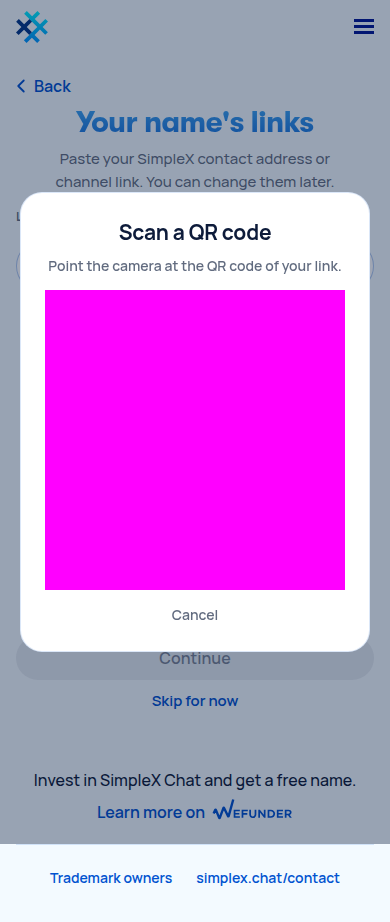 Back
Your name's links
Paste your SimpleX contact address or
channel link. You can change them later.
Scan a QR code
Point the camera at the QR code of your link.
Cancel
Continue
Skip for now
Invest in SimpleX Chat and get a free name.
Learn more on WEFUNDER
Trademark owners simplex.chat/contact